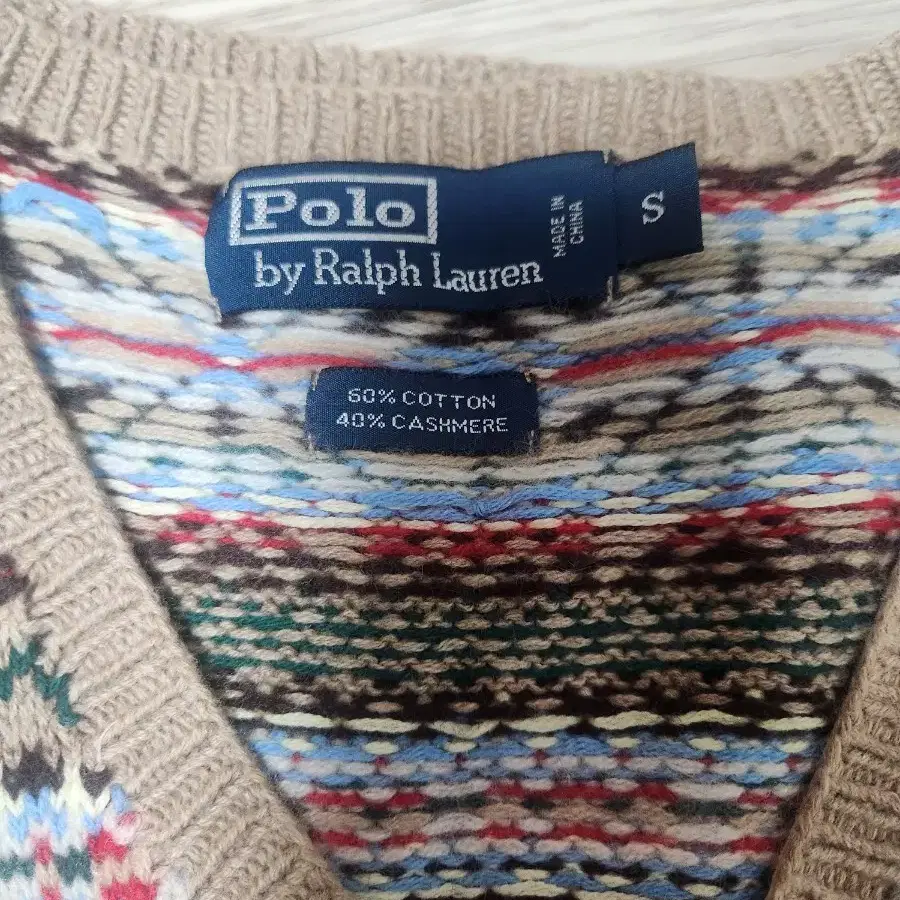 Polo
by Ralph Lauren
MADE IN
CHINA
S
60% COTTON
40% CASHMERE